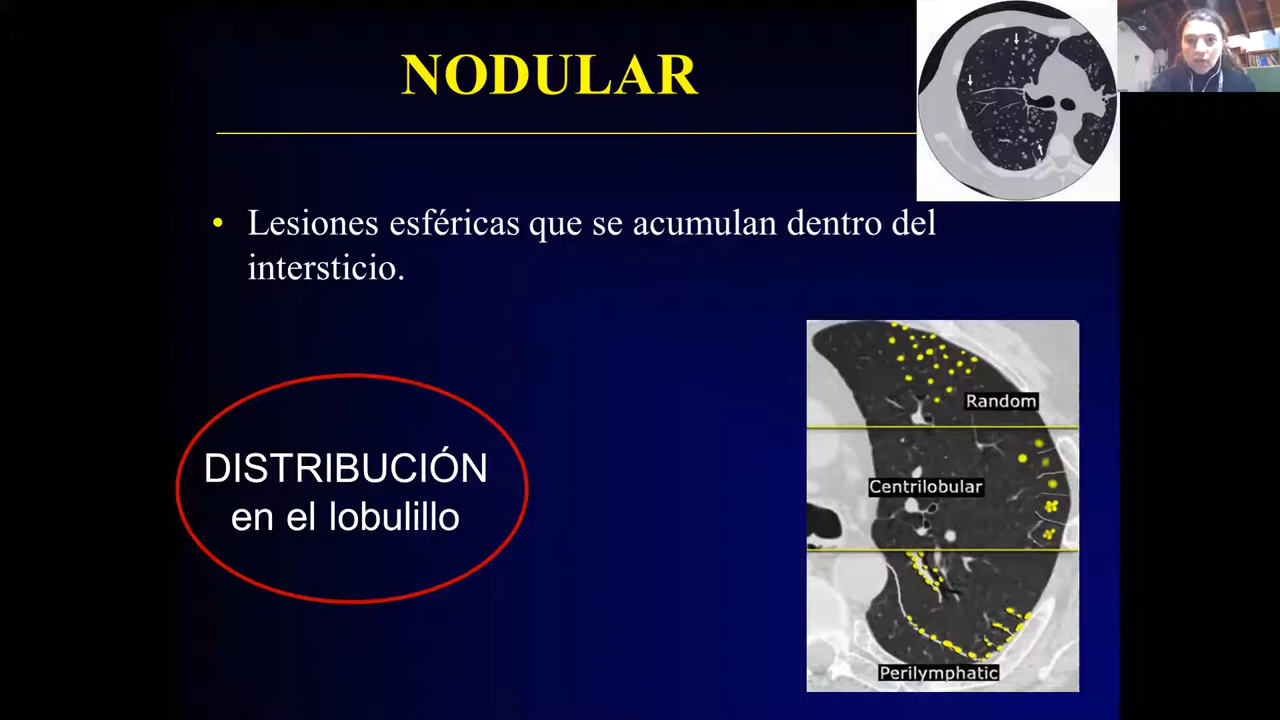 NODULAR
• Lesiones esféricas que se acumulan dentro del
intersticio.
DISTRIBUCIÓN
en el lobulillo
Random
Centrilobular
Perilymphatic